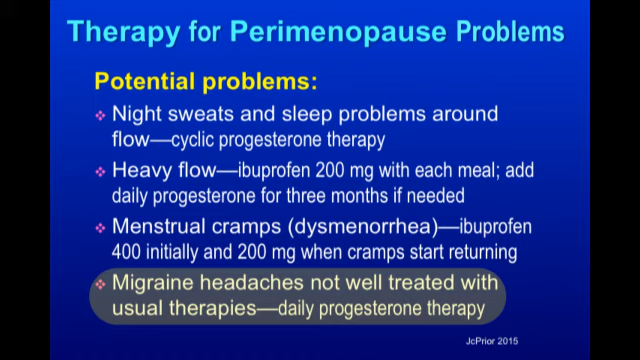 Therapy for Perimenopause Problems
Potential problems:
❖ Night sweats and sleep problems around
flow—cyclic progesterone therapy
❖ Heavy flow—ibuprofen 200 mg with each meal; add
daily progesterone for three months if needed
❖ Menstrual cramps (dysmenorrhea)—ibuprofen
400 initially and 200 mg when cramps start returning
❖ Migraine headaches not well treated with
usual therapies—daily progesterone therapy
JcPrior 2015